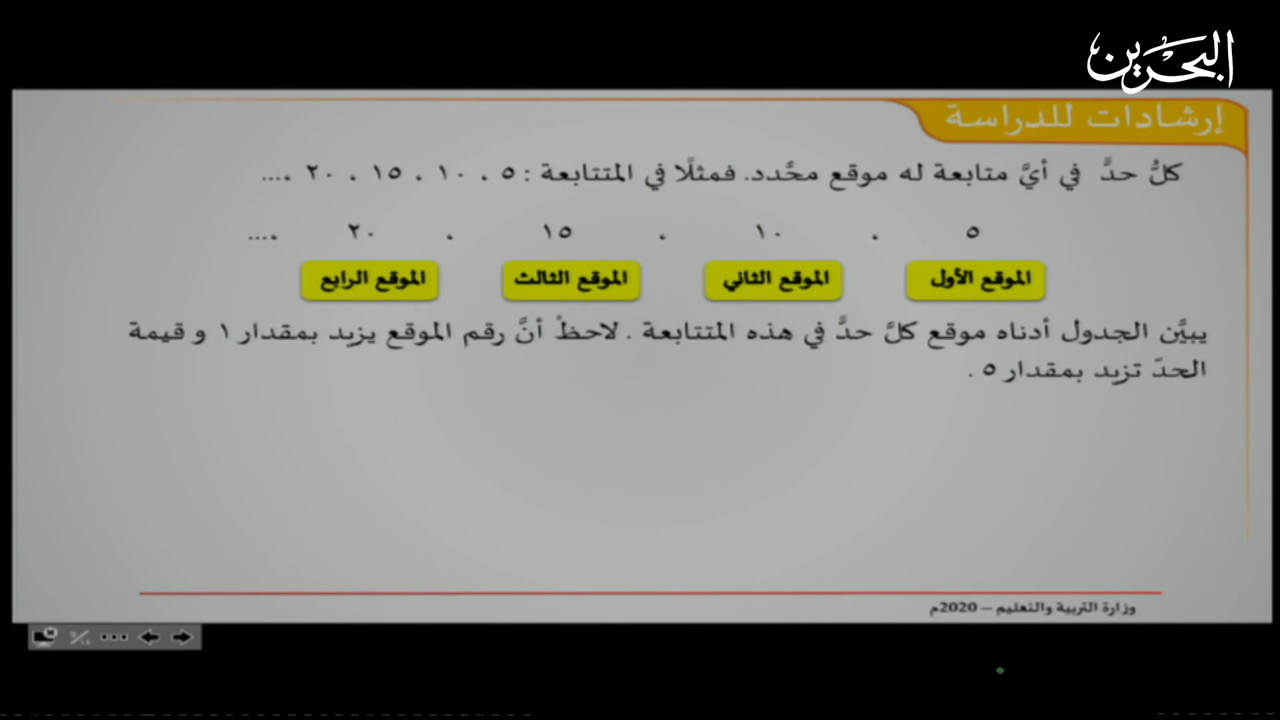 البحرين
إرشادات للدراسة
كلُّ حدَّ في أيَّ متابعة له موقع محَّدد. فمثلًا في المتتابعة : ٥ ، ١٠ ، ١٥ ، ٢٠ ،...
٥ ، ١٠ ، ١٥ ، ٢٠ ،...
الموقع الأول الموقع الثاني الموقع الثالث الموقع الرابع
يبيَّن الجدول أدناه موقع كلَّ حدَّ في هذه المتتابعة . لاحظْ أنَّ رقم الموقع يزيد بمقدار ١ و قيمة
الحدّ تزيد بمقدار ٥ .
وزارة التربية والتعليم – 2020م